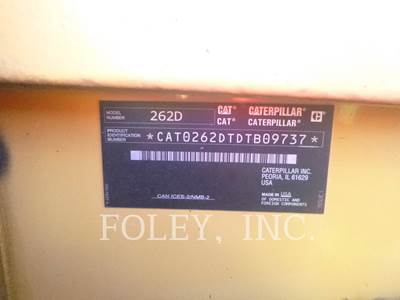 MODEL NUMBER 262D CAT CATERPILLAR
CAT CATERPILLAR
PRODUCT IDENTIFICATION NUMBER *CAT0262DTDTB09737*
CATERPILLAR INC.
PEORIA, IL 61629
USA
CAN ICES-2/NMB-2
MADE IN USA
OF DOMESTIC AND
FOREIGN COMPONENTS
FOLEY, INC.